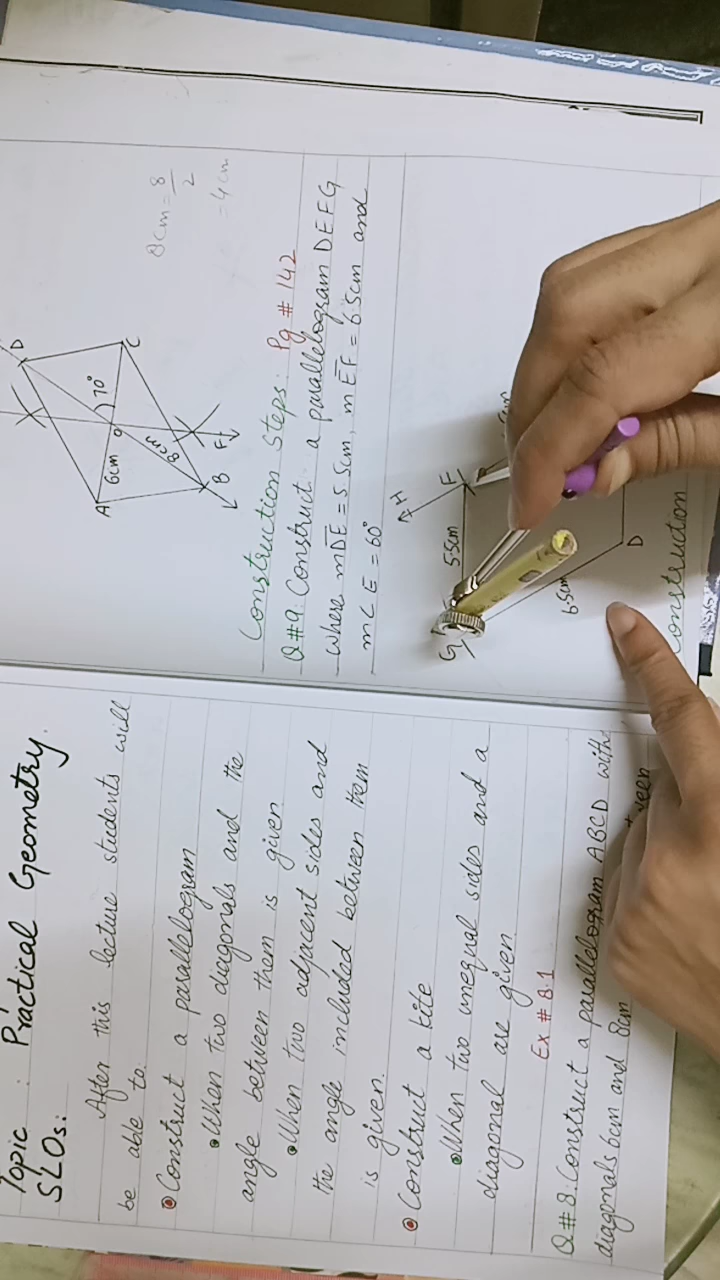 Topic : Practical Geometry.
SLOs:
After this lecture students will
be able to.
Construct a parallelogram
When two diagonals and the
angle between them is given.
When two adjacent sides and
the angle included between them
is given.
Construct a kite
When two unequal sides and a
diagonal are given.
Ex # 8.1
Q#8: Construct a parallelogram ABCD with
diagonals 6cm and 8cm
D
C
70°
O
6cm
8cm
A
B
F
8cm = 8/2
= 4cm
Construction Steps: Pg # 142
Q#9: Construct a parallelogram DEFG
where mDE = 5.5cm, mEF = 6.5cm and
m∠E = 60°
H
F
5.5cm
G
6.5cm
D
Construction